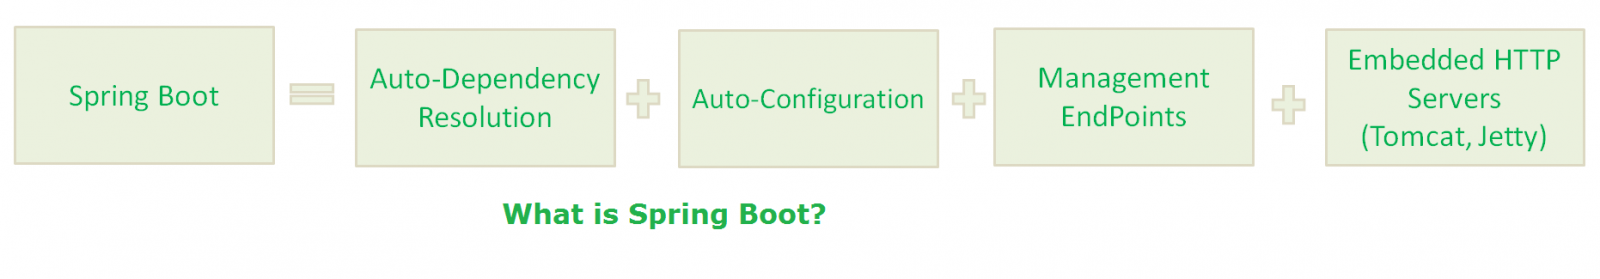 Spring Boot
Auto-Dependency
Resolution
Auto-Configuration
Management
EndPoints
Embedded HTTP
Servers
(Tomcat, Jetty)
What is Spring Boot?